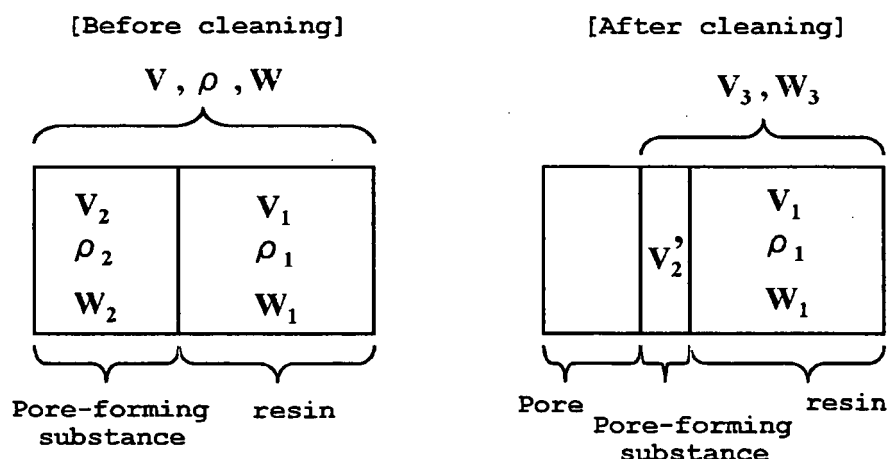 [Before cleaning]
V , ρ , W
V₂
ρ₂
W₂
V₁
ρ₁
W₁
Pore-forming
substance
resin
[After cleaning]
V₃ , W₃
V₂’
V₁
ρ₁
W₁
Pore
Pore-forming
substance
resin